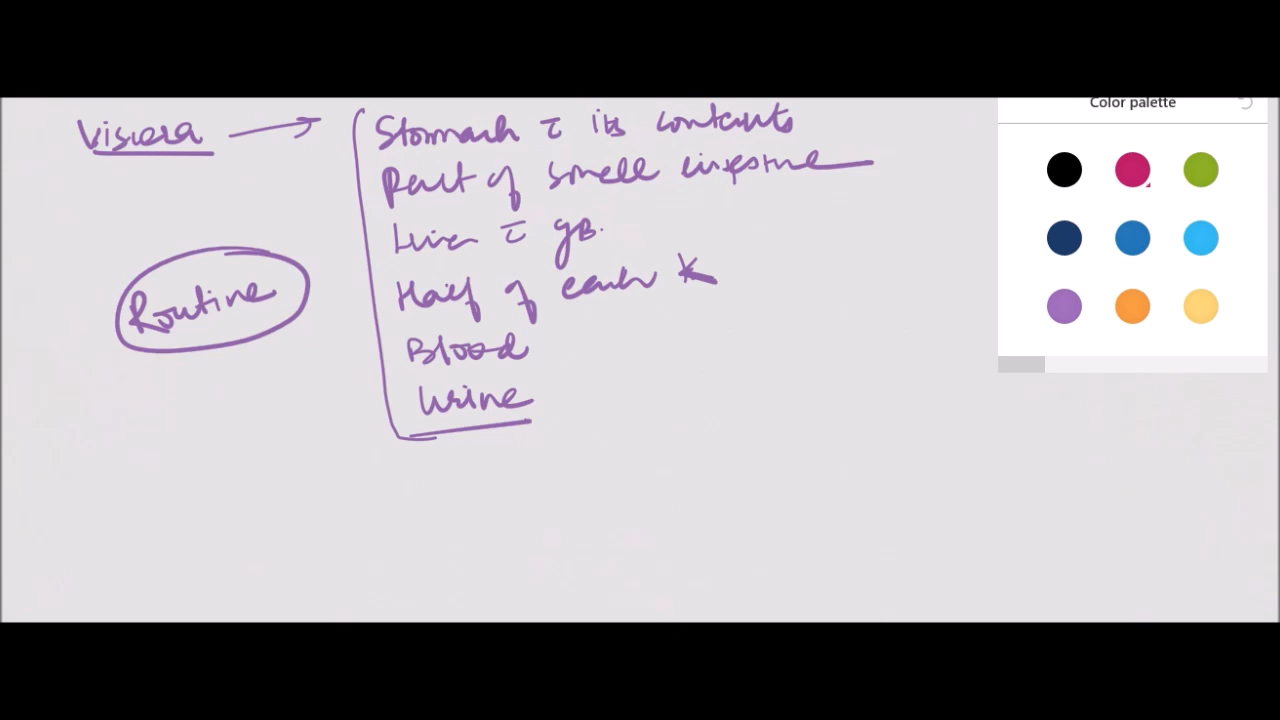 Viscera → Stomach c̄ its contents
Part of small intestine
Liver c̄ GB.
Half of each K
Blood
Urine
Routine
Color palette